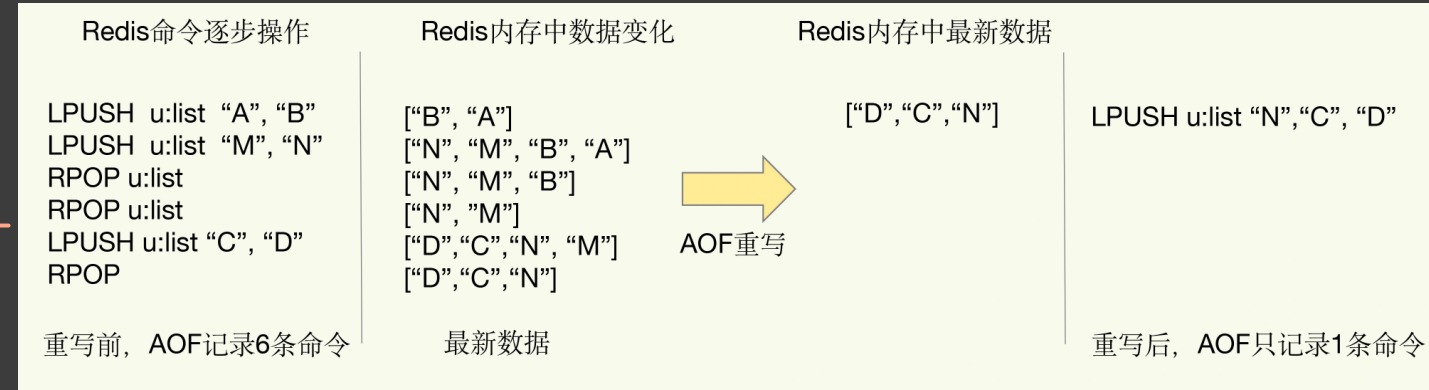 Redis命令逐步操作
LPUSH u:list “A”, “B”
LPUSH u:list “M”, “N”
RPOP u:list
RPOP u:list
LPUSH u:list “C”, “D”
RPOP
重写前，AOF记录6条命令
Redis内存中数据变化
[“B”, “A”]
[“N”, “M”, “B”, “A”]
[“N”, “M”, “B”]
[“N”, ”M”]
[“D”,“C”,“N”, “M”]
[“D”,“C”,“N”]
最新数据
AOF重写
Redis内存中最新数据
[“D”,“C”,“N”]
LPUSH u:list “N”,“C”, “D”
重写后，AOF只记录1条命令